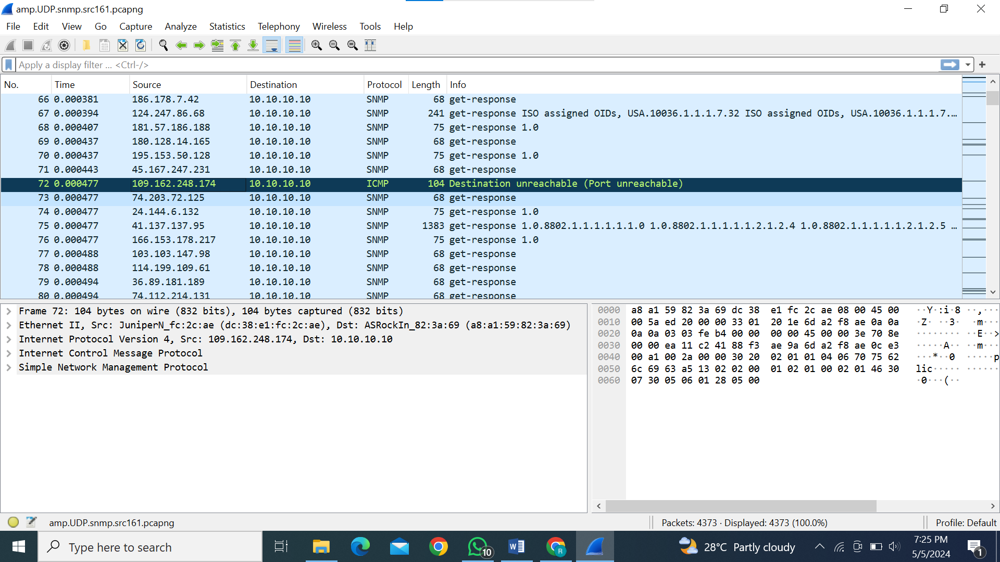 amp.UDP.snmp.src161.pcapng
File Edit View Go Capture Analyze Statistics Telephony Wireless Tools Help
Apply a display filter ... <Ctrl-/>
No. Time Source Destination Protocol Length Info
66 0.000381 186.178.7.42 10.10.10.10 SNMP 68 get-response
67 0.000394 124.247.86.68 10.10.10.10 SNMP 241 get-response ISO assigned OIDs, USA.10036.1.1.1.7.32 ISO assigned OIDs, USA.10036.1.1.1.7.…
68 0.000407 181.57.186.188 10.10.10.10 SNMP 75 get-response 1.0
69 0.000437 180.128.14.165 10.10.10.10 SNMP 68 get-response
70 0.000437 195.153.50.128 10.10.10.10 SNMP 75 get-response 1.0
71 0.000443 45.167.247.231 10.10.10.10 SNMP 68 get-response
72 0.000477 109.162.248.174 10.10.10.10 ICMP 104 Destination unreachable (Port unreachable)
73 0.000477 74.203.72.125 10.10.10.10 SNMP 68 get-response
74 0.000477 24.144.6.132 10.10.10.10 SNMP 75 get-response 1.0
75 0.000477 41.137.137.95 10.10.10.10 SNMP 1383 get-response 1.0.8802.1.1.1.1.1.1.0 1.0.8802.1.1.1.1.1.2.1.2.4 1.0.8802.1.1.1.1.1.2.1.2.5 …
76 0.000477 166.153.178.217 10.10.10.10 SNMP 75 get-response 1.0
77 0.000488 103.103.147.98 10.10.10.10 SNMP 68 get-response
78 0.000488 114.199.109.61 10.10.10.10 SNMP 68 get-response
79 0.000494 36.89.181.189 10.10.10.10 SNMP 68 get-response
80 0.000494 74.112.214.131 10.10.10.10 SNMP 68 get-response
Frame 72: 104 bytes on wire (832 bits), 104 bytes captured (832 bits)
Ethernet II, Src: JuniperN_fc:2c:ae (dc:38:e1:fc:2c:ae), Dst: ASRockIn_82:3a:69 (a8:a1:59:82:3a:69)
Internet Protocol Version 4, Src: 109.162.248.174, Dst: 10.10.10.10
Internet Control Message Protocol
Simple Network Management Protocol
0000 a8 a1 59 82 3a 69 dc 38 e1 fc 2c ae 08 00 45 00 ··Y·:i·8 ··,···
0010 00 5a ed 20 00 00 33 01 20 1e 6d a2 f8 ae 0a 0a ·Z· ··3· ·m···
0020 0a 0a 03 03 fe b4 00 00 00 00 45 00 00 3e 70 8e ········ ··E··>
0030 00 00 ea 11 c2 41 88 f3 ae 9a 6d a2 f8 ae 0c e3 ·····A·· ··m···
0040 00 a1 00 2a 00 00 30 20 02 01 01 04 06 70 75 62 ···*··0 ·····p
0050 6c 69 63 a5 13 02 02 00 01 02 01 00 02 01 46 30 lic····· ······
0060 07 30 05 06 01 28 05 00 ·0···(··
amp.UDP.snmp.src161.pcapng
Packets: 4373 · Displayed: 4373 (100.0%)
Profile: Default
Type here to search
10
R
28°C Partly cloudy
7:25 PM
5/5/2024
1